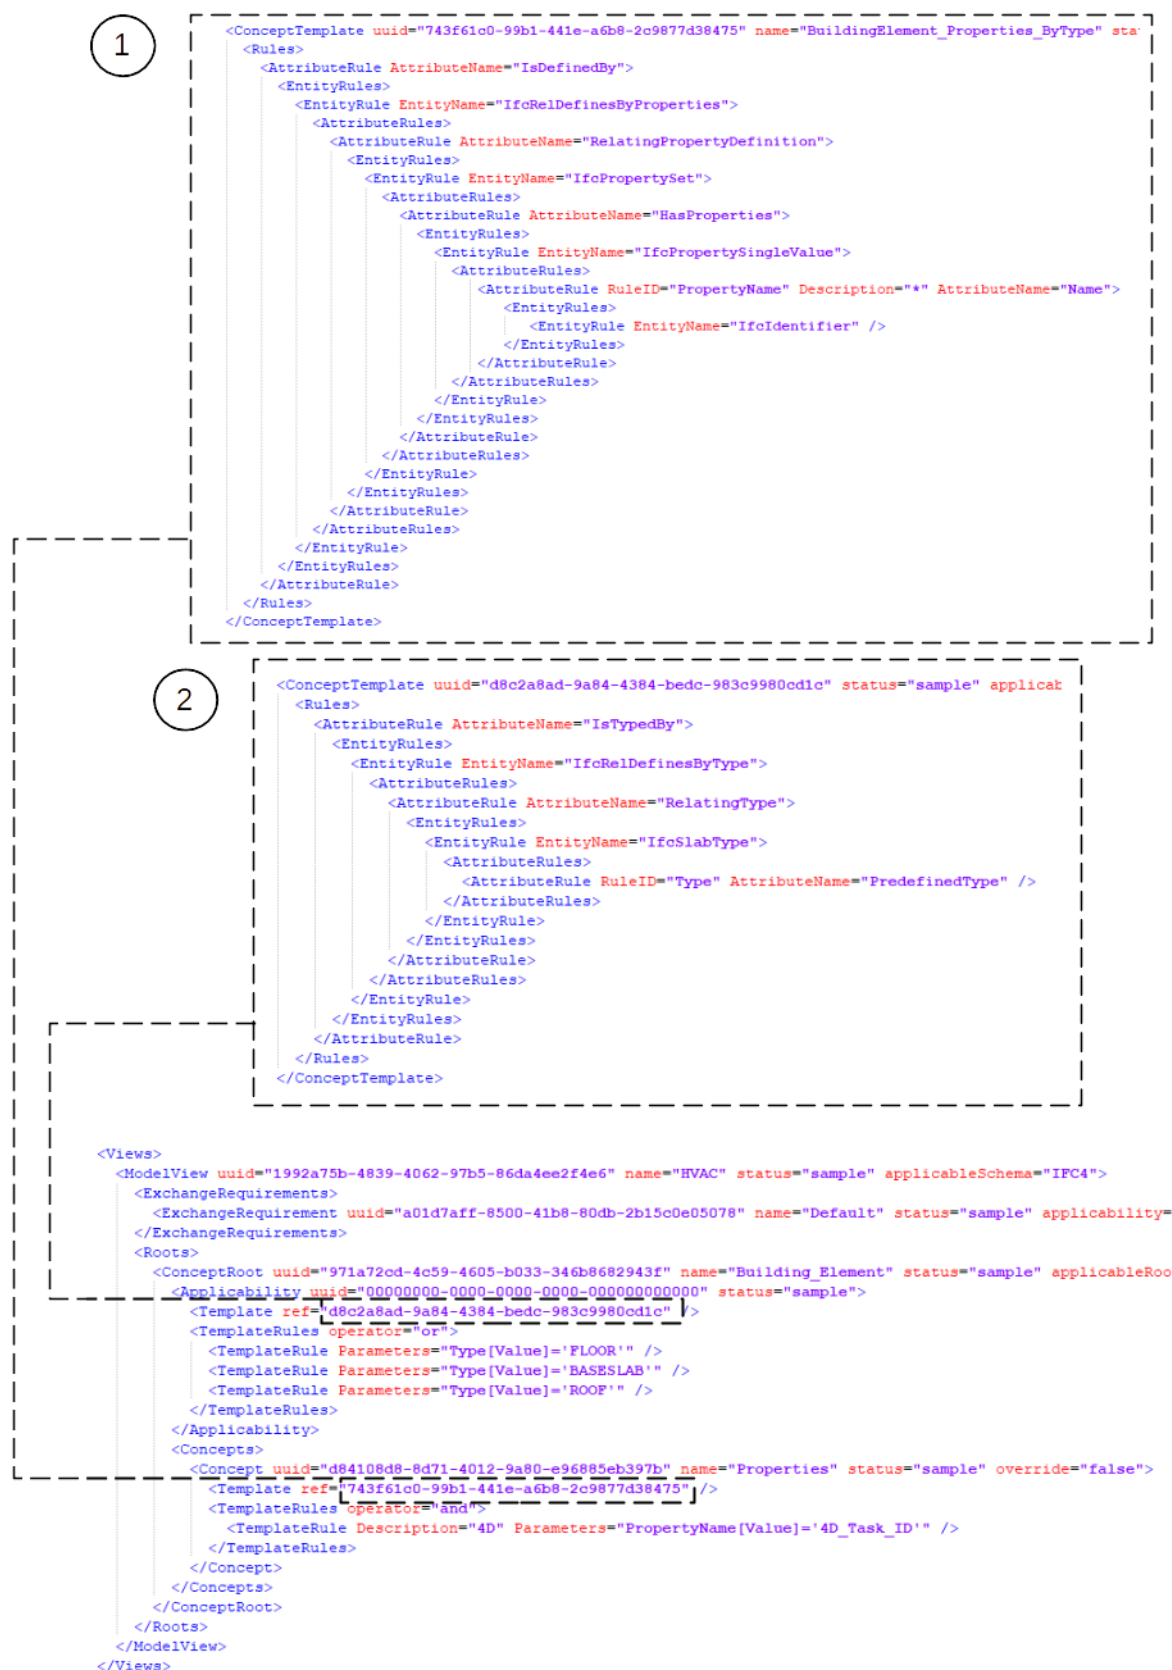 1
<ConceptTemplate uuid="743f61c0-99b1-441e-a6b8-2c9877d38475" name="BuildingElement_Properties_ByType" sta
<Rules>
<AttributeRule AttributeName="IsDefinedBy">
<EntityRules>
<EntityRule EntityName="IfcRelDefinesByProperties">
<AttributeRules>
<AttributeRule AttributeName="RelatingPropertyDefinition">
<EntityRules>
<EntityRule EntityName="IfcPropertySet">
<AttributeRules>
<AttributeRule AttributeName="HasProperties">
<EntityRules>
<EntityRule EntityName="IfcPropertySingleValue">
<AttributeRules>
<AttributeRule RuleID="PropertyName" Description="*" AttributeName="Name">
<EntityRules>
<EntityRule EntityName="IfcIdentifier" />
</EntityRules>
</AttributeRule>
</AttributeRules>
</EntityRule>
</EntityRules>
</AttributeRule>
</AttributeRules>
</EntityRule>
</EntityRules>
</AttributeRule>
</AttributeRules>
</EntityRule>
</EntityRules>
</AttributeRule>
</Rules>
</ConceptTemplate>
2
<ConceptTemplate uuid="d8c2a8ad-9a84-4384-bedc-983c9980cd1c" status="sample" applicab
<Rules>
<AttributeRule AttributeName="IsTypedBy">
<EntityRules>
<EntityRule EntityName="IfcRelDefinesByType">
<AttributeRules>
<AttributeRule AttributeName="RelatingType">
<EntityRules>
<EntityRule EntityName="IfcSlabType">
<AttributeRules>
<AttributeRule RuleID="Type" AttributeName="PredefinedType" />
</AttributeRules>
</EntityRule>
</EntityRules>
</AttributeRule>
</AttributeRules>
</EntityRule>
</EntityRules>
</AttributeRule>
</Rules>
</ConceptTemplate>
<Views>
<ModelView uuid="1992a75b-4839-4062-97b5-86da4ee2f4e6" name="HVAC" status="sample" applicableSchema="IFC4">
<ExchangeRequirements>
<ExchangeRequirement uuid="a01d7aff-8500-41b8-80db-2b15c0e05078" name="Default" status="sample" applicability=
</ExchangeRequirements>
<Roots>
<ConceptRoot uuid="971a72cd-4c59-4605-b033-346b8682943f" name="Building_Element" status="sample" applicableRoo
<Applicability uuid="00000000-0000-0000-0000-000000000000" status="sample">
<Template ref="d8c2a8ad-9a84-4384-bedc-983c9980cd1c" />
<TemplateRules operator="or">
<TemplateRule Parameters="Type[Value]='FLOOR'" />
<TemplateRule Parameters="Type[Value]='BASESLAB'" />
<TemplateRule Parameters="Type[Value]='ROOF'" />
</TemplateRules>
</Applicability>
<Concepts>
<Concept uuid="d84108d8-8d71-4012-9a80-e96885eb397b" name="Properties" status="sample" override="false">
<Template ref="743f61c0-99b1-441e-a6b8-2c9877d38475" />
<TemplateRules operator="and">
<TemplateRule Description="4D" Parameters="PropertyName[Value]='4D_Task_ID'" />
</TemplateRules>
</Concept>
</Concepts>
</ConceptRoot>
</Roots>
</ModelView>
</Views>